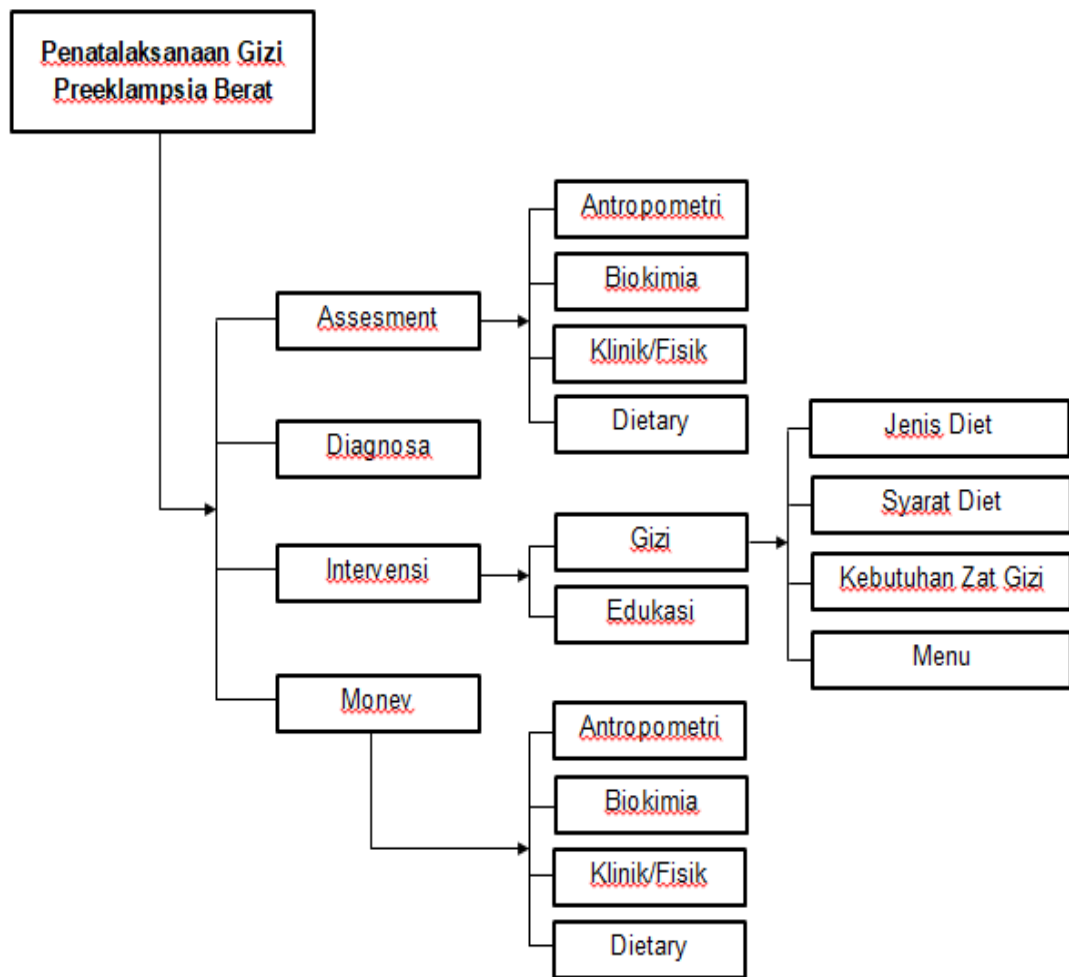 Penatalaksanaan Gizi
Preeklampsia Berat
Assesment
Antropometri
Biokimia
Klinik/Fisik
Dietary
Diagnosa
Intervensi
Gizi
Edukasi
Jenis Diet
Syarat Diet
Kebutuhan Zat Gizi
Menu
Monev
Antropometri
Biokimia
Klinik/Fisik
Dietary